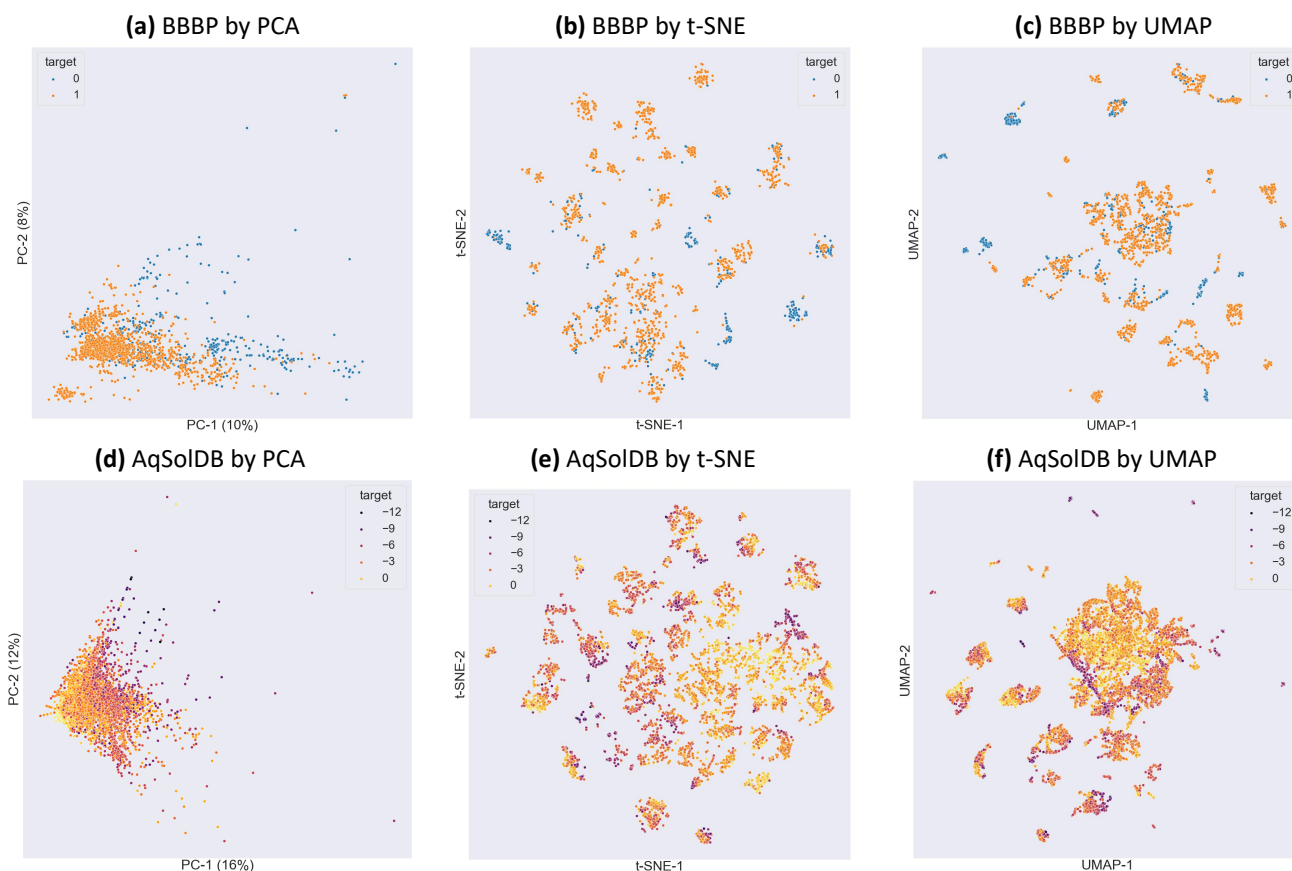 (a) BBBP by PCA
target
0
1
PC-2 (8%)
PC-1 (10%)
(b) BBBP by t-SNE
target
0
1
t-SNE-2
t-SNE-1
(c) BBBP by UMAP
target
0
1
UMAP-2
UMAP-1
(d) AqSolDB by PCA
target
−12
−9
−6
−3
0
PC-2 (12%)
PC-1 (16%)
(e) AqSolDB by t-SNE
target
−12
−9
−6
−3
0
t-SNE-2
t-SNE-1
(f) AqSolDB by UMAP
target
−12
−9
−6
−3
0
UMAP-2
UMAP-1